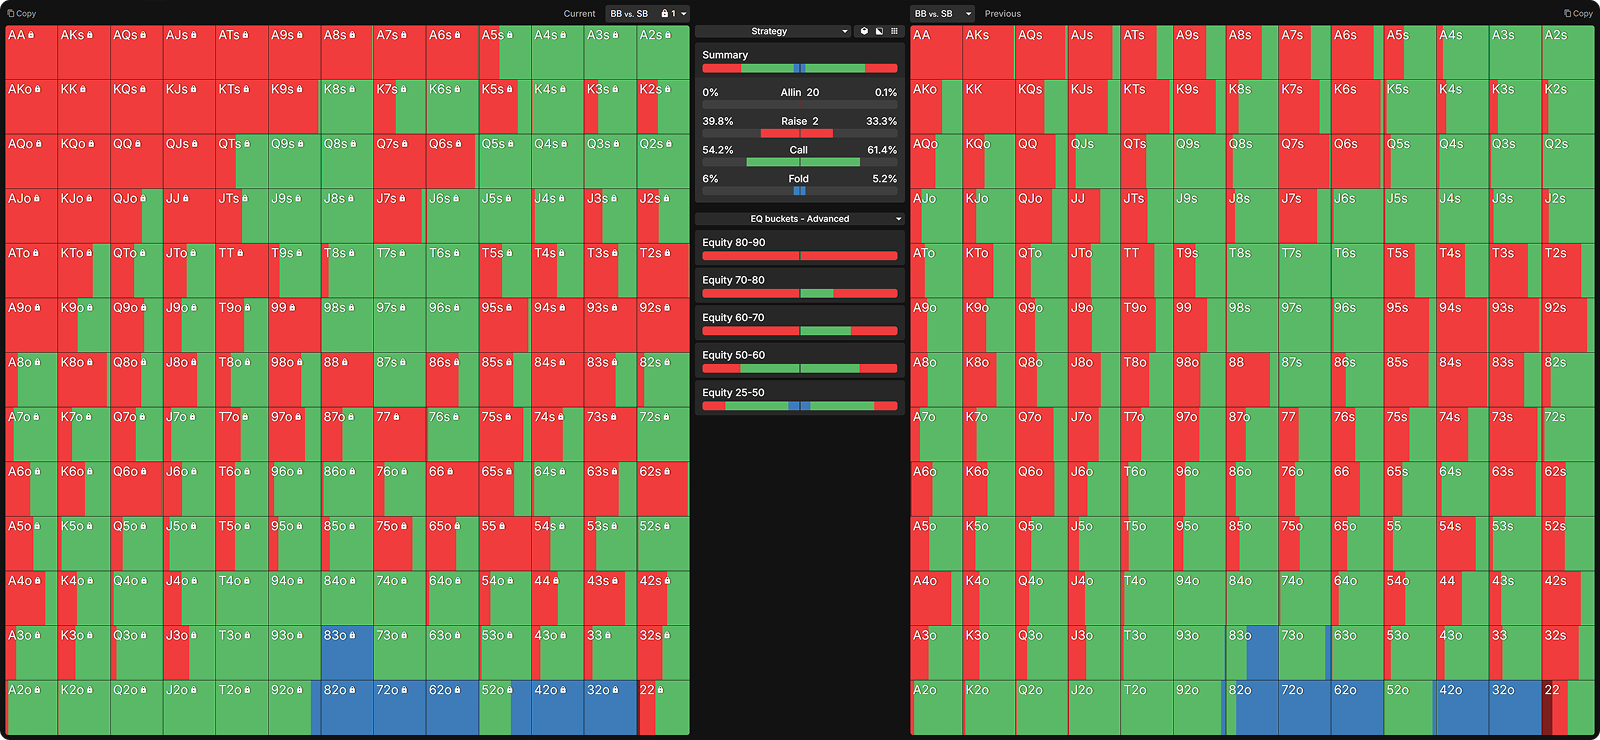 Copy Current BB vs. SB 1 BB vs. SB Previous Copy
AA AKs AQs AJs ATs A9s A8s A7s A6s A5s A4s A3s A2s
AKo KK KQs KJs KTs K9s K8s K7s K6s K5s K4s K3s K2s
AQo KQo QQ QJs QTs Q9s Q8s Q7s Q6s Q5s Q4s Q3s Q2s
AJo KJo QJo JJ JTs J9s J8s J7s J6s J5s J4s J3s J2s
ATo KTo QTo JTo TT T9s T8s T7s T6s T5s T4s T3s T2s
A9o K9o Q9o J9o T9o 99 98s 97s 96s 95s 94s 93s 92s
A8o K8o Q8o J8o T8o 98o 88 87s 86s 85s 84s 83s 82s
A7o K7o Q7o J7o T7o 97o 87o 77 76s 75s 74s 73s 72s
A6o K6o Q6o J6o T6o 96o 86o 76o 66 65s 64s 63s 62s
A5o K5o Q5o J5o T5o 95o 85o 75o 65o 55 54s 53s 52s
A4o K4o Q4o J4o T4o 94o 84o 74o 64o 54o 44 43s 42s
A3o K3o Q3o J3o T3o 93o 83o 73o 63o 53o 43o 33 32s
A2o K2o Q2o J2o T2o 92o 82o 72o 62o 52o 42o 32o 22
Strategy
Summary
0% Allin 20 0.1%
39.8% Raise 2 33.3%
54.2% Call 61.4%
6% Fold 5.2%
EQ buckets - Advanced
Equity 80-90
Equity 70-80
Equity 60-70
Equity 50-60
Equity 25-50
AA AKs AQs AJs ATs A9s A8s A7s A6s A5s A4s A3s A2s
AKo KK KQs KJs KTs K9s K8s K7s K6s K5s K4s K3s K2s
AQo KQo QQ QJs QTs Q9s Q8s Q7s Q6s Q5s Q4s Q3s Q2s
AJo KJo QJo JJ JTs J9s J8s J7s J6s J5s J4s J3s J2s
ATo KTo QTo JTo TT T9s T8s T7s T6s T5s T4s T3s T2s
A9o K9o Q9o J9o T9o 99 98s 97s 96s 95s 94s 93s 92s
A8o K8o Q8o J8o T8o 98o 88 87s 86s 85s 84s 83s 82s
A7o K7o Q7o J7o T7o 97o 87o 77 76s 75s 74s 73s 72s
A6o K6o Q6o J6o T6o 96o 86o 76o 66 65s 64s 63s 62s
A5o K5o Q5o J5o T5o 95o 85o 75o 65o 55 54s 53s 52s
A4o K4o Q4o J4o T4o 94o 84o 74o 64o 54o 44 43s 42s
A3o K3o Q3o J3o T3o 93o 83o 73o 63o 53o 43o 33 32s
A2o K2o Q2o J2o T2o 92o 82o 72o 62o 52o 42o 32o 22